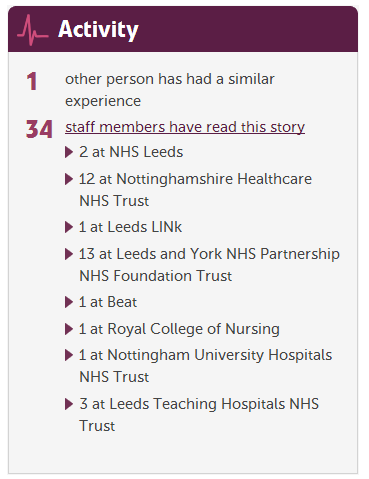 Activity
1 other person has had a similar
experience
34 staff members have read this story
2 at NHS Leeds
12 at Nottinghamshire Healthcare
NHS Trust
1 at Leeds LINk
13 at Leeds and York NHS Partnership
NHS Foundation Trust
1 at Beat
1 at Royal College of Nursing
1 at Nottingham University Hospitals
NHS Trust
3 at Leeds Teaching Hospitals NHS
Trust